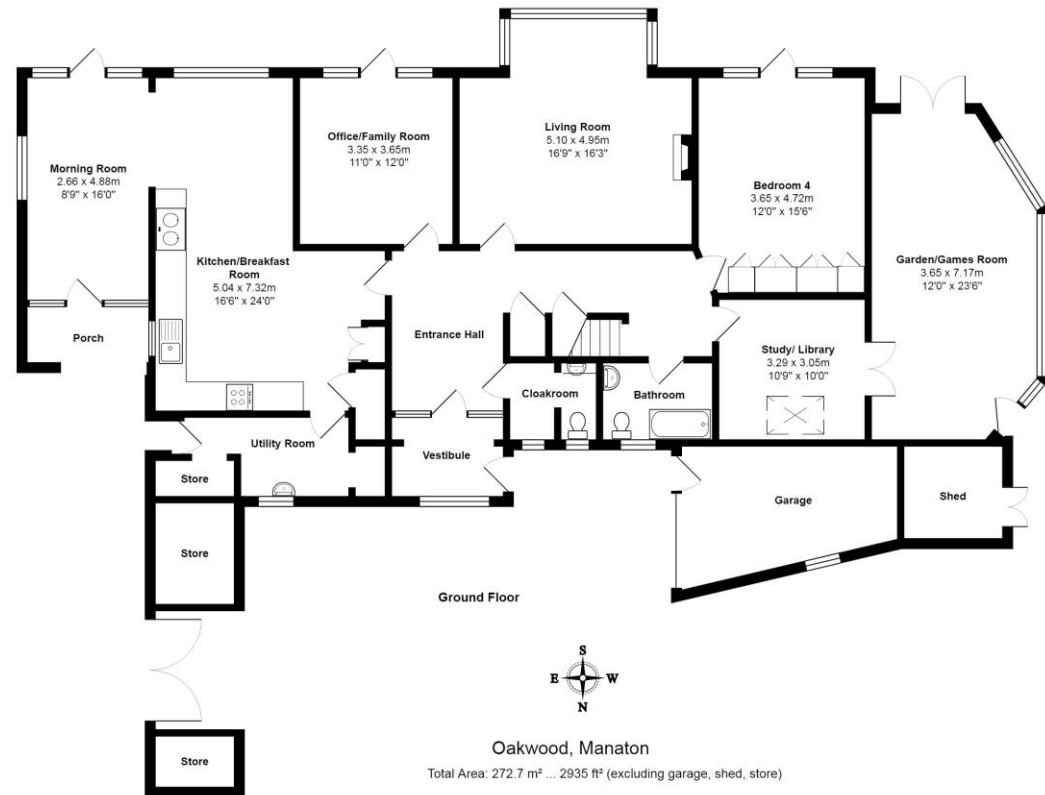 Morning Room
2.66 x 4.88m
8'9" x 16'0"
Office/Family Room
3.35 x 3.65m
11'0" x 12'0"
Living Room
5.10 x 4.95m
16'9" x 16'3"
Bedroom 4
3.65 x 4.72m
12'0" x 15'6"
Garden/Games Room
3.65 x 7.17m
12'0" x 23'6"
Kitchen/Breakfast
Room
5.04 x 7.32m
16'6" x 24'0"
Porch
Entrance Hall
Study/ Library
3.29 x 3.05m
10'9" x 10'0"
Cloakroom
Bathroom
Utility Room
Vestibule
Store
Garage
Shed
Store
Ground Floor
S
E W
N
Store
Oakwood, Manaton
Total Area: 272.7 m² ... 2935 ft² (excluding garage, shed, store)